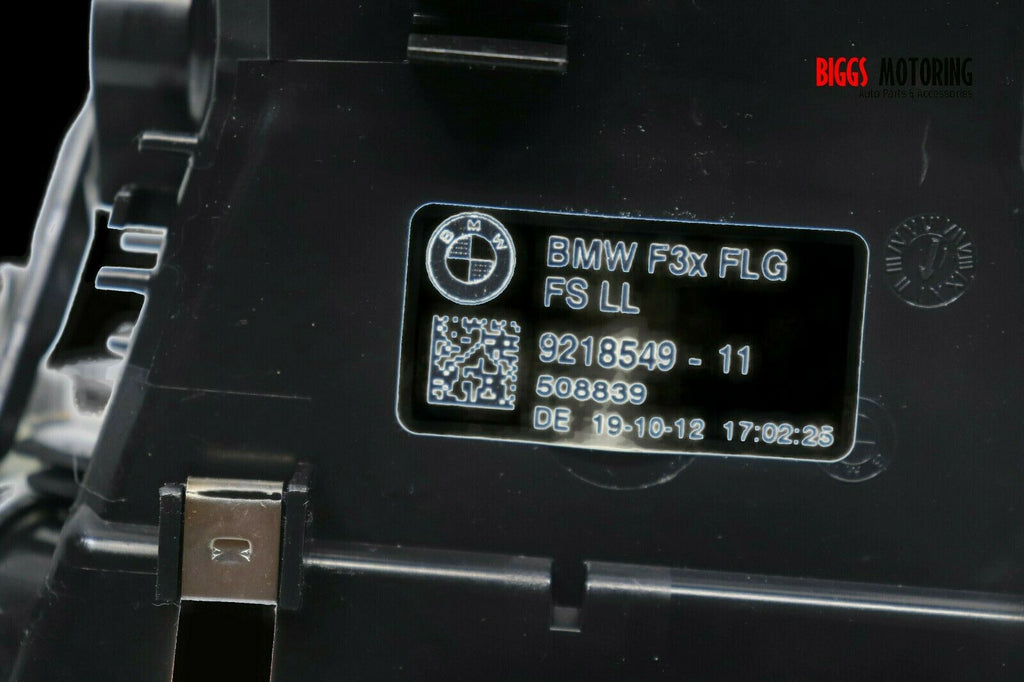 BIGGS MOTORING
Auto Parts & Accessories
BMW
BMW F3x FLG
FS LL
9218549 - 11
508839
DE 19-10-12 17:02:25